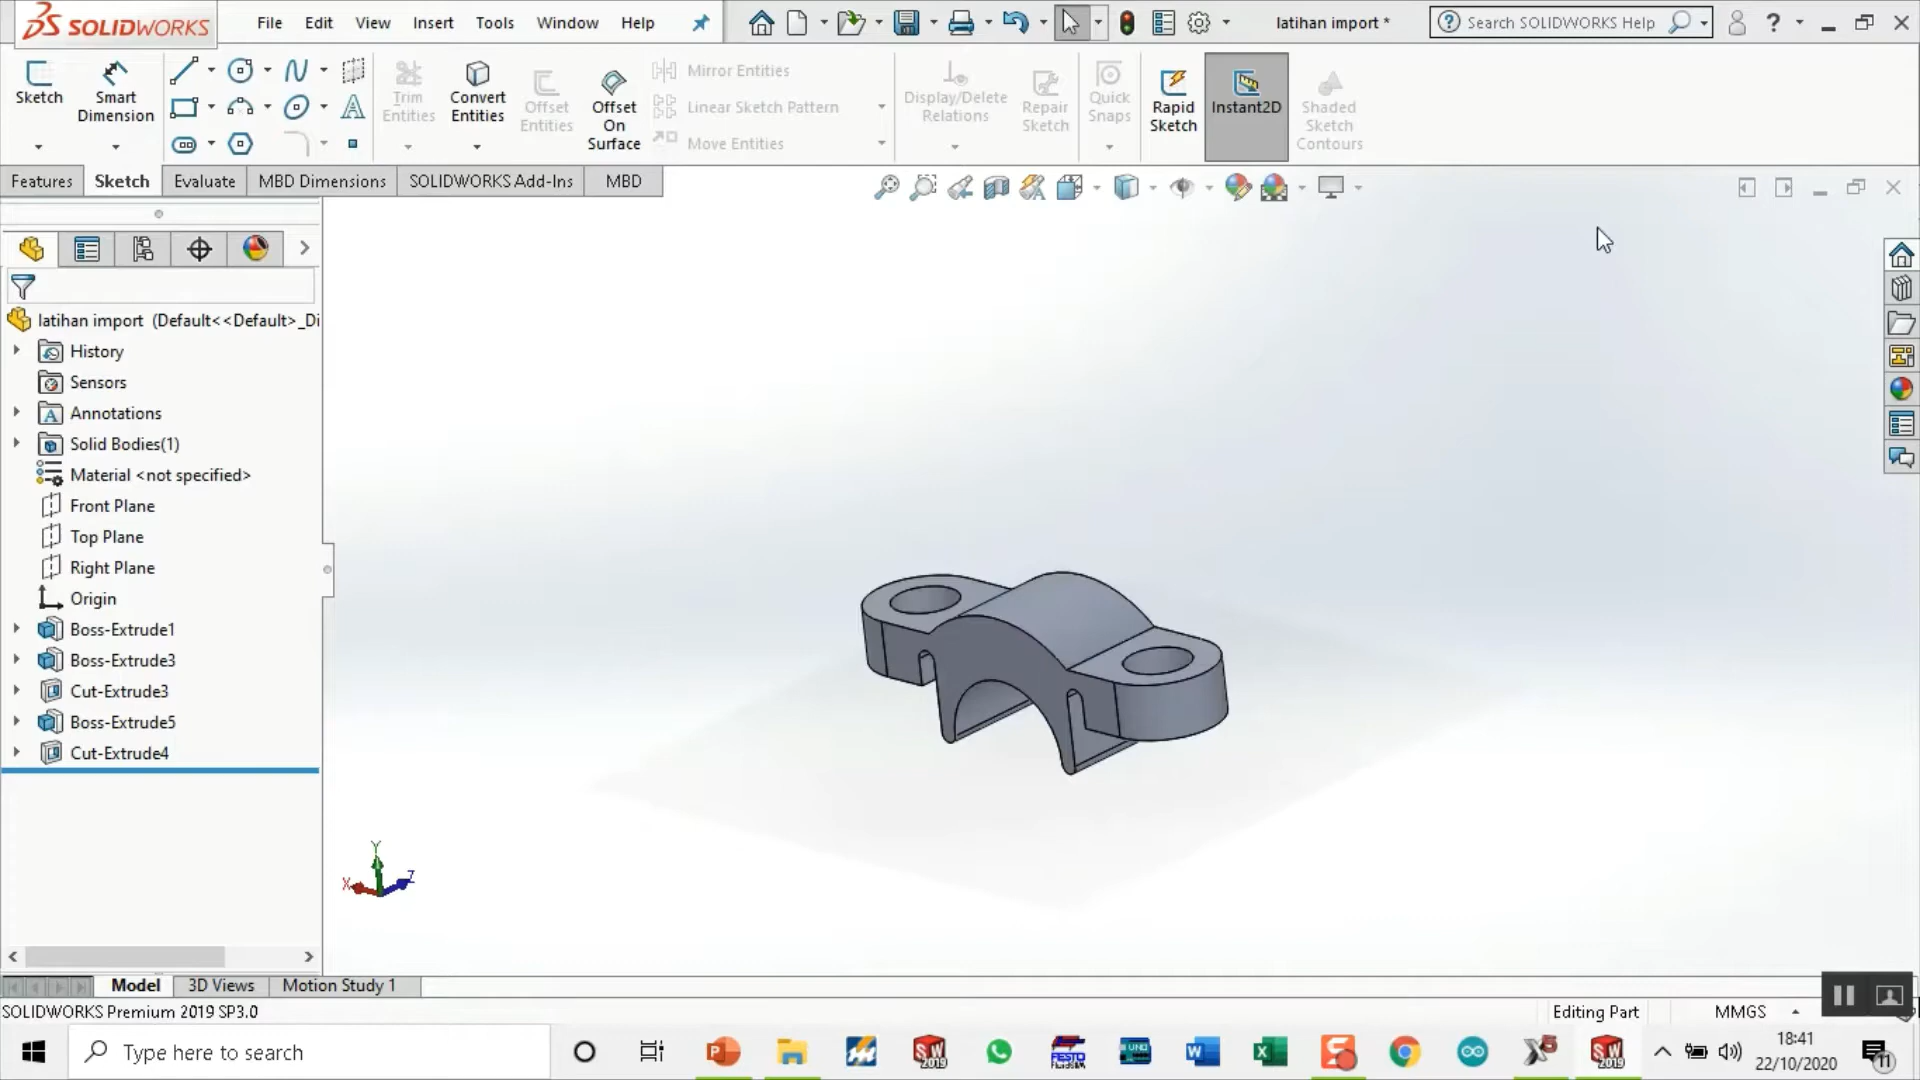 SOLIDWORKS
File Edit View Insert Tools Window Help
latihan import *
Search SOLIDWORKS Help
Sketch
Smart Dimension
Trim Entities
Convert Entities
Offset Entities
Offset On Surface
Mirror Entities
Linear Sketch Pattern
Move Entities
Display/Delete Relations
Repair Sketch
Quick Snaps
Rapid Sketch
Instant2D
Shaded Sketch Contours
Features Sketch Evaluate MBD Dimensions SOLIDWORKS Add-Ins MBD
latihan import (Default<<Default>_Di
History
Sensors
Annotations
Solid Bodies(1)
Material <not specified>
Front Plane
Top Plane
Right Plane
Origin
Boss-Extrude1
Boss-Extrude3
Cut-Extrude3
Boss-Extrude5
Cut-Extrude4
Y
X
Z
Model 3D Views Motion Study 1
SOLIDWORKS Premium 2019 SP3.0
Editing Part
MMGS
Type here to search
18:41
22/10/2020
11